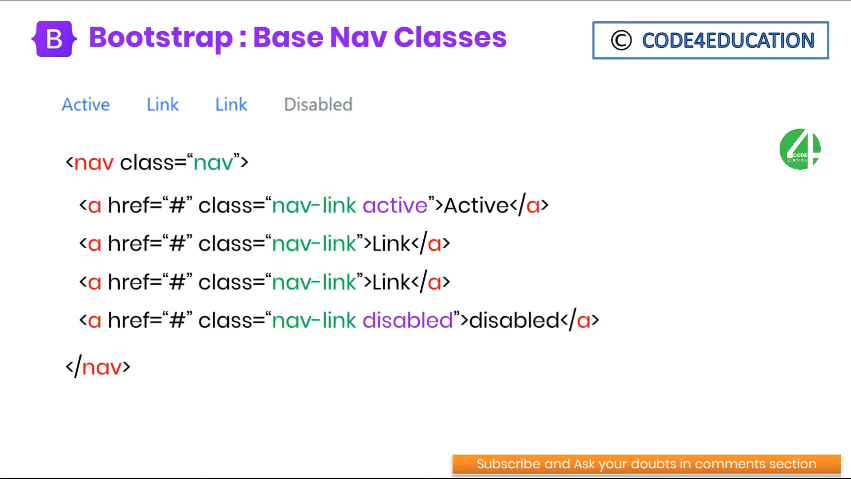 B Bootstrap : Base Nav Classes
© CODE4EDUCATION
Active Link Link Disabled
4
CODE
<nav class=“nav”>
<a href=“#” class=“nav-link active”>Active</a>
<a href=“#” class=“nav-link”>Link</a>
<a href=“#” class=“nav-link”>Link</a>
<a href=“#” class=“nav-link disabled”>disabled</a>
</nav>
Subscribe and Ask your doubts in comments section